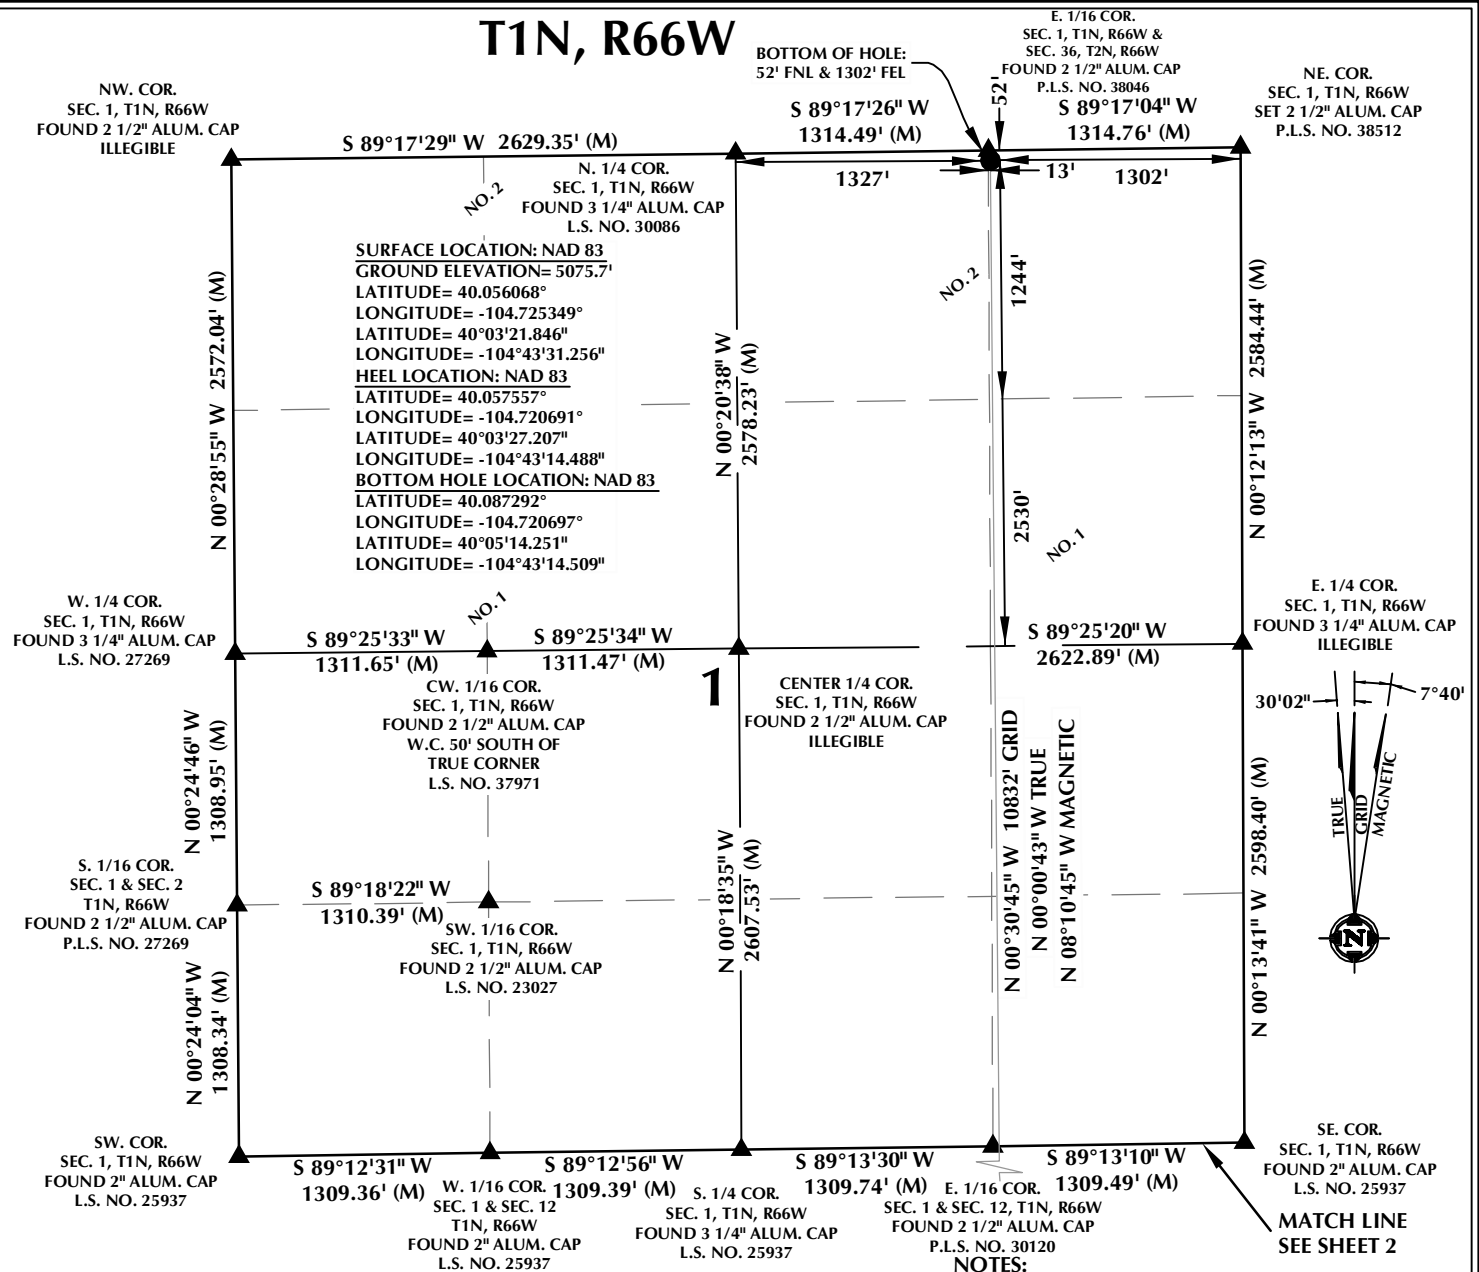 T1N, R66W
BOTTOM OF HOLE:
52' FNL & 1302' FEL
E. 1/16 COR.
SEC. 1, T1N, R66W &
SEC. 36, T2N, R66W
FOUND 2 1/2" ALUM. CAP
P.L.S. NO. 38046
NW. COR.
SEC. 1, T1N, R66W
FOUND 2 1/2" ALUM. CAP
ILLEGIBLE
NE. COR.
SEC. 1, T1N, R66W
SET 2 1/2" ALUM. CAP
P.L.S. NO. 38512
S 89°17'29" W 2629.35' (M)
S 89°17'26" W
1314.49' (M)
52'
S 89°17'04" W
1314.76' (M)
1327'
13'
1302'
N. 1/4 COR.
SEC. 1, T1N, R66W
FOUND 3 1/4" ALUM. CAP
L.S. NO. 30086
NO. 2
SURFACE LOCATION: NAD 83
GROUND ELEVATION= 5075.7'
LATITUDE= 40.056068°
LONGITUDE= -104.725349°
LATITUDE= 40°03'21.846"
LONGITUDE= -104°43'31.256"
HEEL LOCATION: NAD 83
LATITUDE= 40.057557°
LONGITUDE= -104.720691°
LATITUDE= 40°03'27.207"
LONGITUDE= -104°43'14.488"
BOTTOM HOLE LOCATION: NAD 83
LATITUDE= 40.087292°
LONGITUDE= -104.720697°
LATITUDE= 40°05'14.251"
LONGITUDE= -104°43'14.509"
N 00°28'55" W 2572.04' (M)
N 00°20'38" W
2578.23' (M)
NO. 2
1244'
2530'
NO. 1
N 00°12'13" W 2584.44' (M)
NO. 1
W. 1/4 COR.
SEC. 1, T1N, R66W
FOUND 3 1/4" ALUM. CAP
L.S. NO. 27269
S 89°25'33" W
1311.65' (M)
S 89°25'34" W
1311.47' (M)
S 89°25'20" W
2622.89' (M)
E. 1/4 COR.
SEC. 1, T1N, R66W
FOUND 3 1/4" ALUM. CAP
ILLEGIBLE
1
CW. 1/16 COR.
SEC. 1, T1N, R66W
FOUND 2 1/2" ALUM. CAP
W.C. 50' SOUTH OF
TRUE CORNER
L.S. NO. 37971
CENTER 1/4 COR.
SEC. 1, T1N, R66W
FOUND 2 1/2" ALUM. CAP
ILLEGIBLE
30'02"
7°40'
TRUE
GRID
MAGNETIC
N
N 00°24'46" W
1308.95' (M)
N 00°18'35" W
2607.53' (M)
N 00°30'45" W 10832' GRID
N 00°00'43" W TRUE
N 08°10'45" W MAGNETIC
N 00°13'41" W 2598.40' (M)
S. 1/16 COR.
SEC. 1 & SEC. 2
T1N, R66W
FOUND 2 1/2" ALUM. CAP
P.L.S. NO. 27269
S 89°18'22" W
1310.39' (M)
SW. 1/16 COR.
SEC. 1, T1N, R66W
FOUND 2 1/2" ALUM. CAP
L.S. NO. 23027
N 00°24'04" W
1308.34' (M)
SW. COR.
SEC. 1, T1N, R66W
FOUND 2" ALUM. CAP
L.S. NO. 25937
S 89°12'31" W
1309.36' (M)
W. 1/16 COR.
SEC. 1 & SEC. 12
T1N, R66W
FOUND 2" ALUM. CAP
L.S. NO. 25937
S 89°12'56" W
1309.39' (M)
S. 1/4 COR.
SEC. 1, T1N, R66W
FOUND 3 1/4" ALUM. CAP
L.S. NO. 25937
S 89°13'30" W
1309.74' (M)
E. 1/16 COR.
SEC. 1 & SEC. 12, T1N, R66W
FOUND 2 1/2" ALUM. CAP
P.L.S. NO. 30120
S 89°13'10" W
1309.49' (M)
SE. COR.
SEC. 1, T1N, R66W
FOUND 2" ALUM. CAP
L.S. NO. 25937
MATCH LINE
SEE SHEET 2
NOTES: